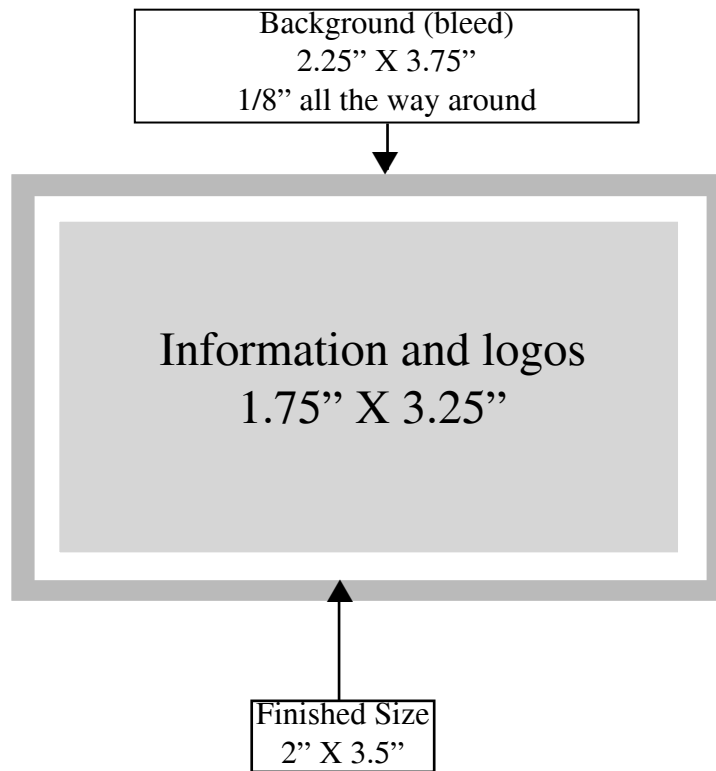 Background (bleed)
2.25” X 3.75”
1/8” all the way around
Information and logos
1.75” X 3.25”
Finished Size
2” X 3.5”